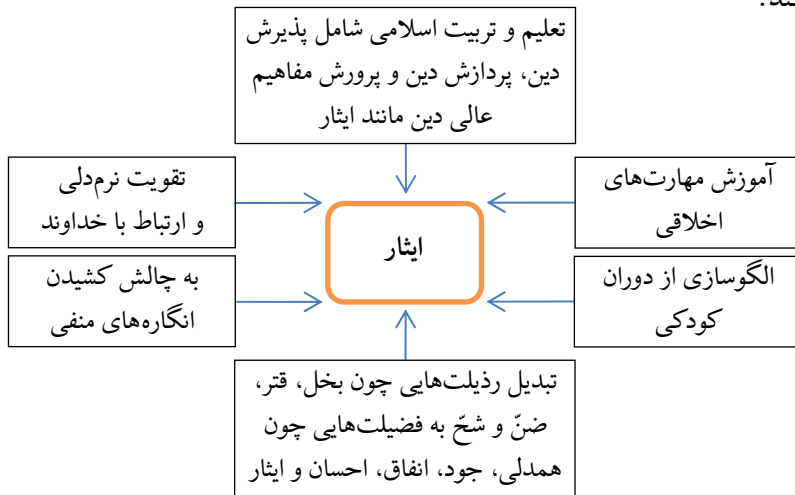 ند.
تعلیم و تربیت اسلامی شامل پذیرش
دین، پردازش دین و پرورش مفاهیم
عالی دین مانند ایثار
آموزش مهارت‌های
اخلاقی
تقویت نرم‌دلی
و ارتباط با خداوند
ایثار
الگوسازی از دوران
کودکی
به چالش کشیدن
انگاره‌های منفی
تبدیل رذیلت‌هایی چون بخل، قتر،
ضنّ و شحّ به فضیلت‌هایی چون
همدلی، جود، انفاق، احسان و ایثار